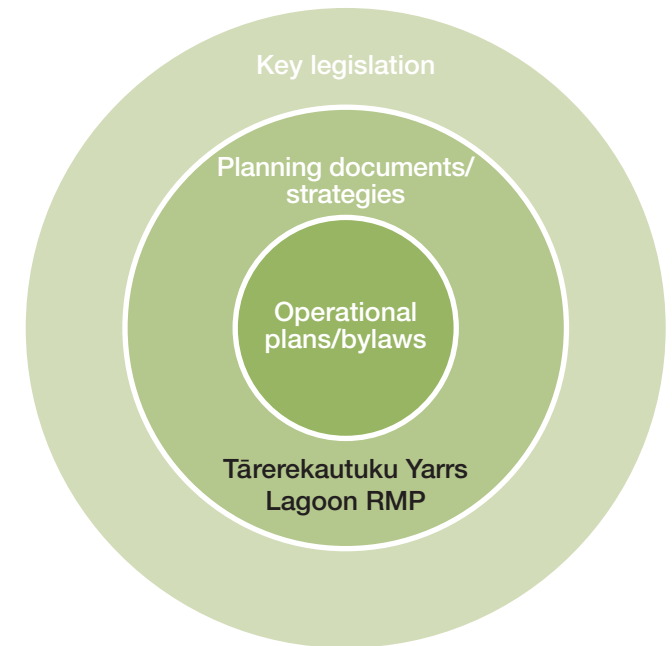 Key legislation
Planning documents/
strategies
Operational
plans/bylaws
Tārerekautuku Yarrs
Lagoon RMP